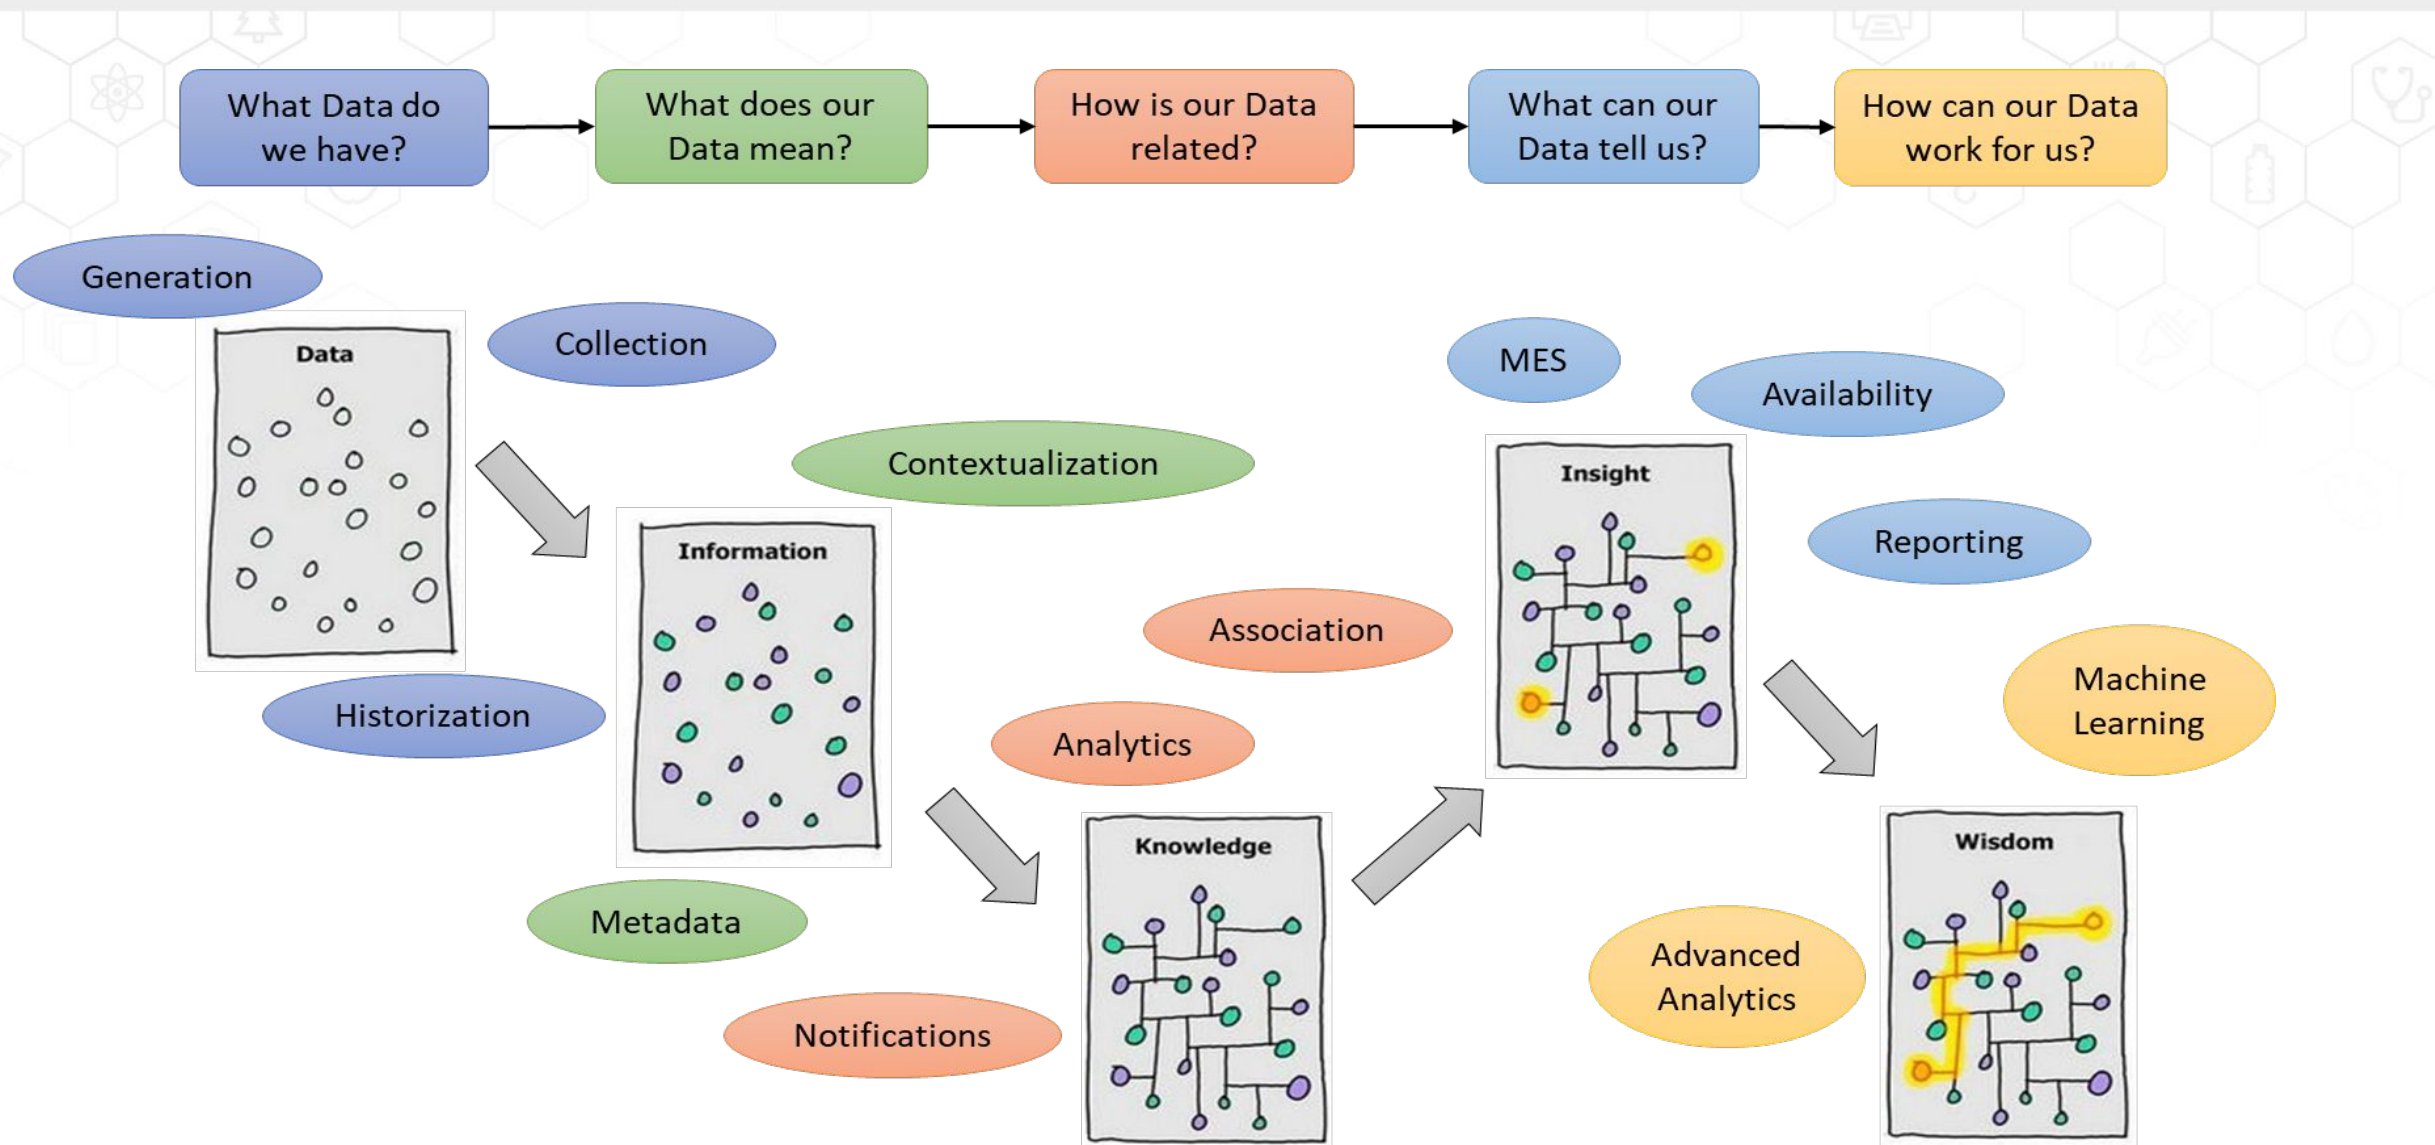 What Data do
we have?
What does our
Data mean?
How is our Data
related?
What can our
Data tell us?
How can our Data
work for us?
Generation
Data
Collection
Historization
Contextualization
Information
Metadata
Association
Analytics
Knowledge
Notifications
MES
Availability
Insight
Reporting
Machine
Learning
Wisdom
Advanced
Analytics